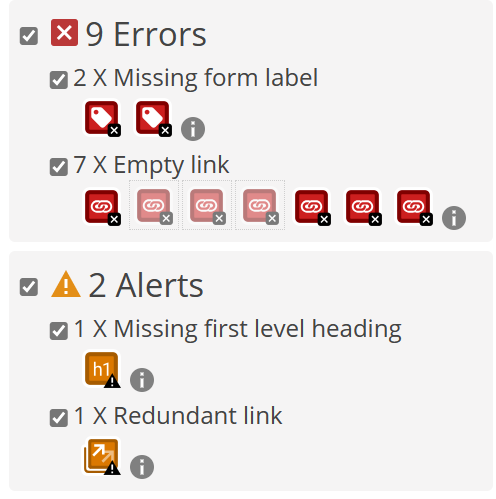 9 Errors
2 X Missing form label
7 X Empty link
2 Alerts
1 X Missing first level heading
h1
1 X Redundant link